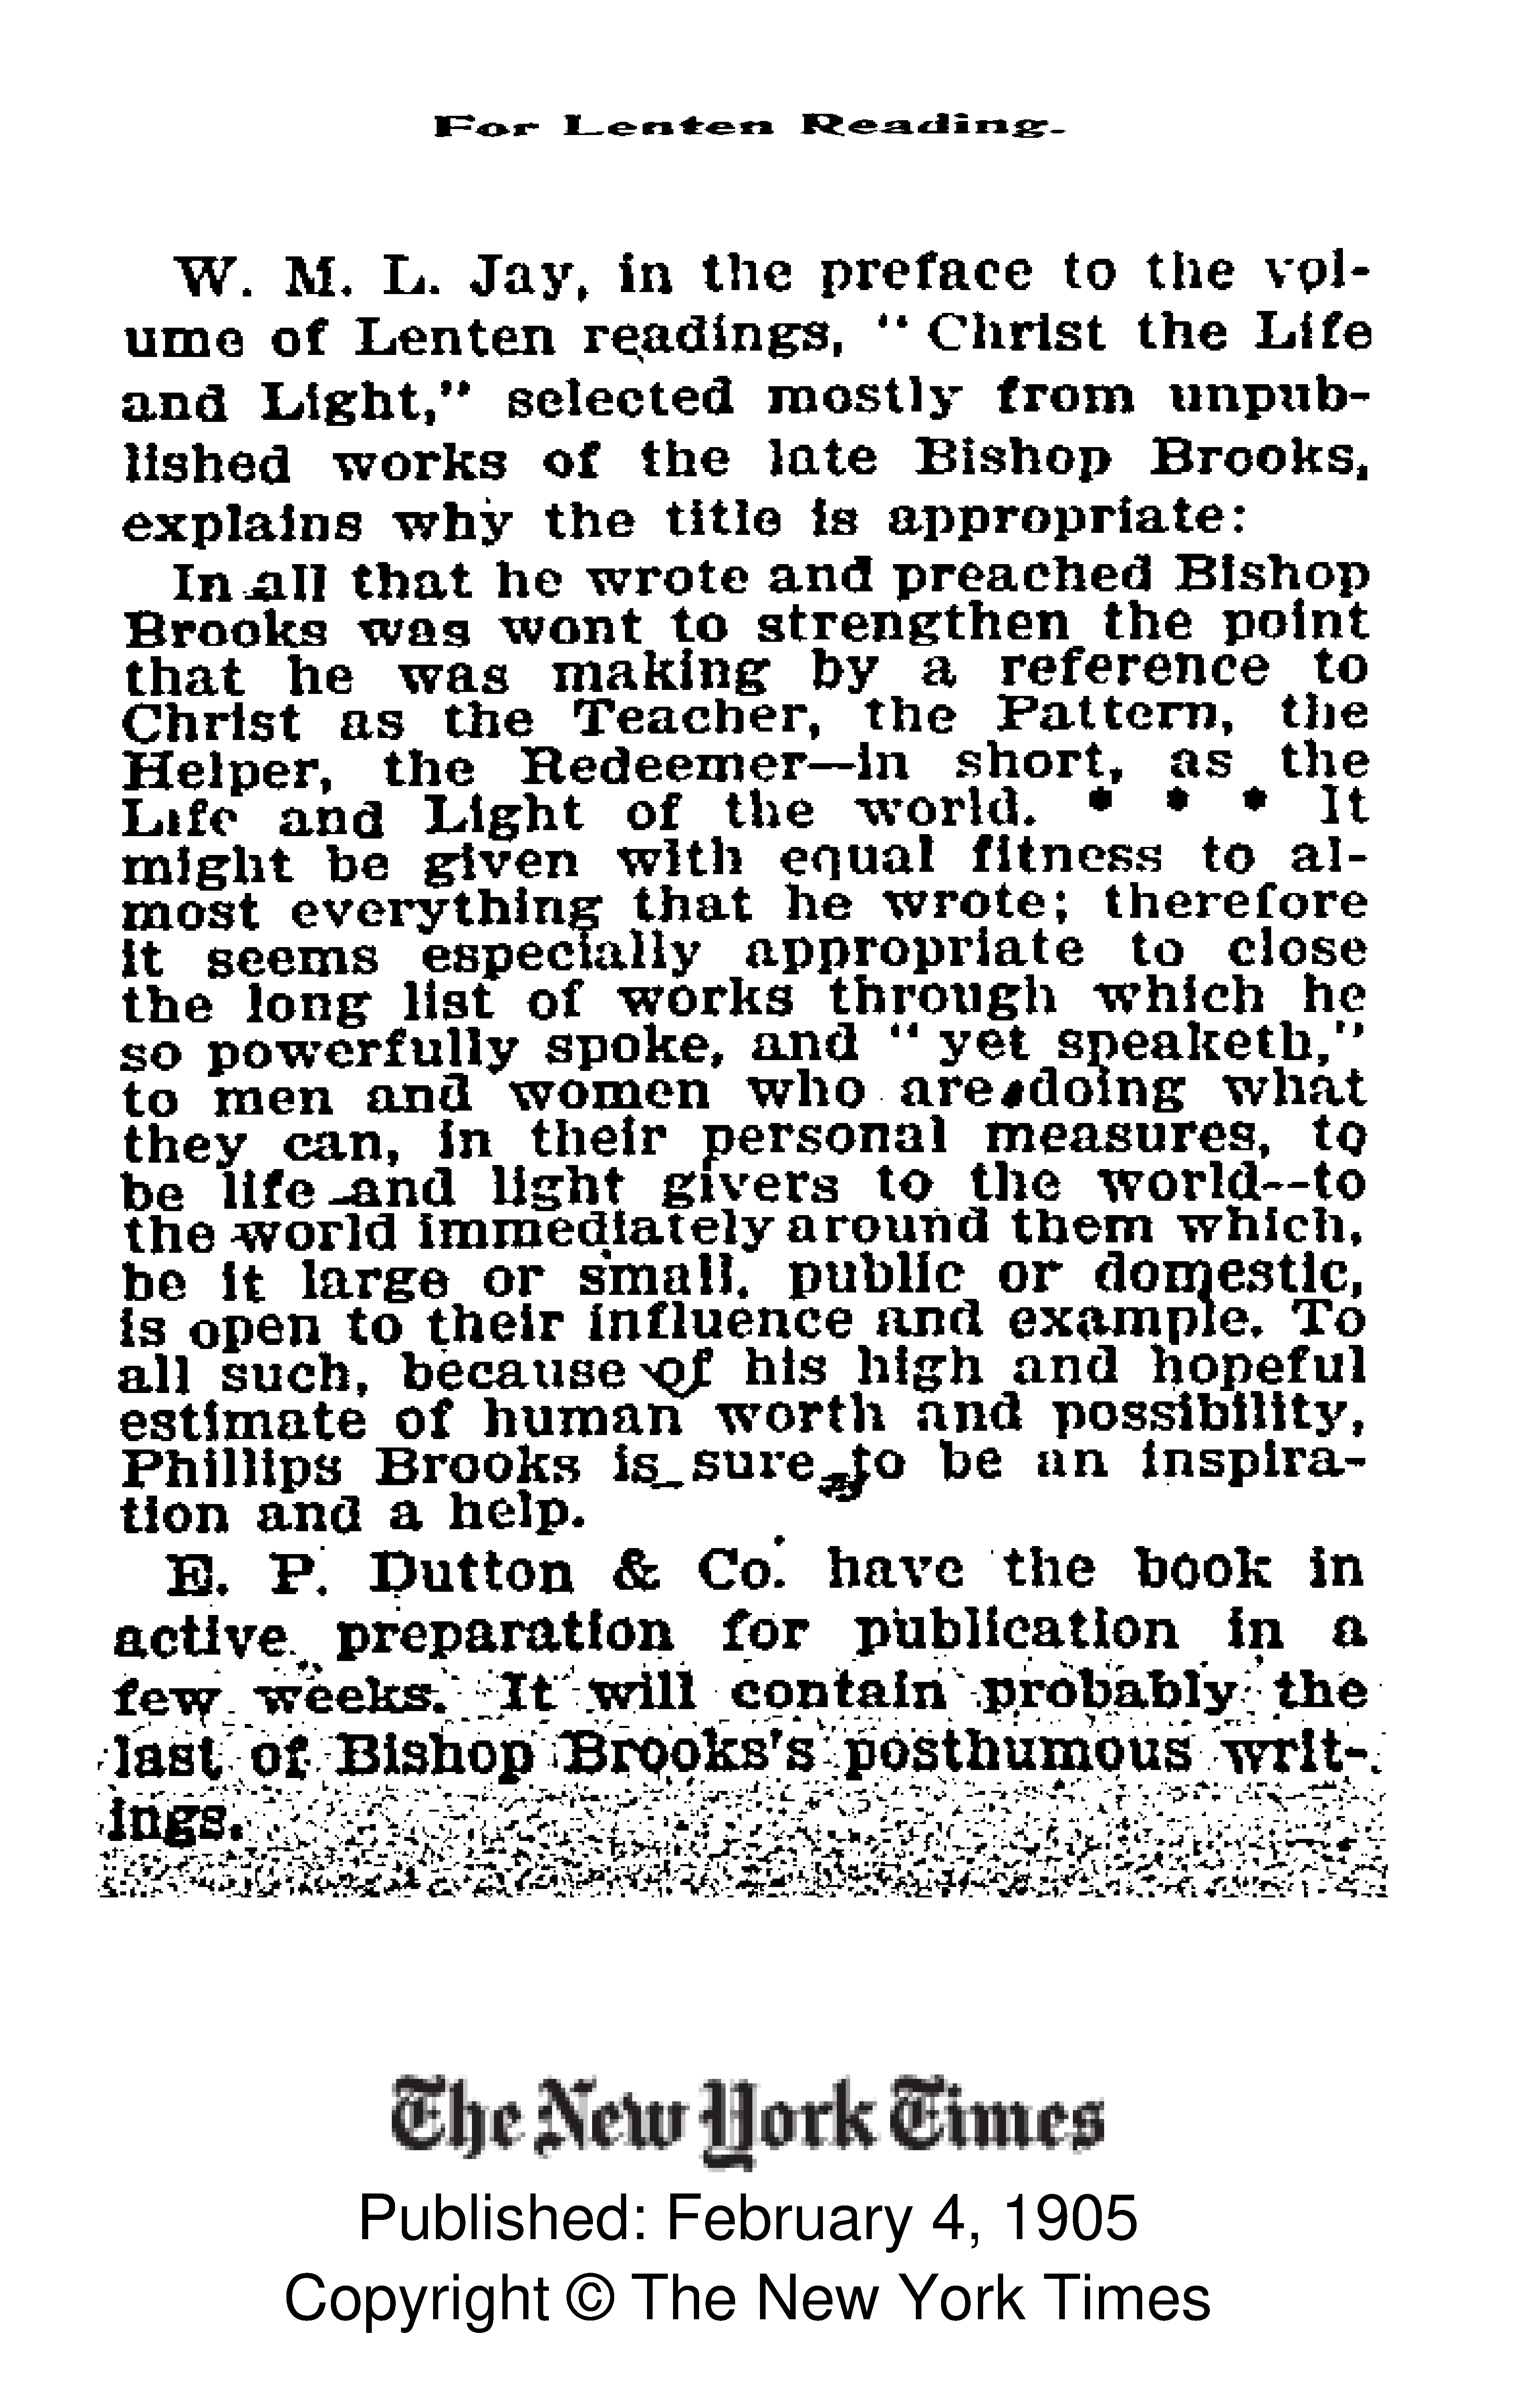 For Lenten Reading.
W. M. L. Jay, in the preface to the vol-
ume of Lenten readings, "Christ the Life
and Light," selected mostly from unpub-
lished works of the late Bishop Brooks,
explains why the title is appropriate:
In all that he wrote and preached Bishop
Brooks was wont to strengthen the point
that he was making by a reference to
Christ as the Teacher, the Pattern, the
Helper, the Redeemer—in short, as the
Life and Light of the world. * * * It
might be given with equal fitness to al-
most everything that he wrote; therefore
it seems especially appropriate to close
the long list of works through which he
so powerfully spoke, and "yet speaketh,"
to men and women who are doing what
they can, in their personal measures, to
be life and light givers to the world--to
the world immediately around them which,
be it large or small, public or domestic,
is open to their influence and example. To
all such, because of his high and hopeful
estimate of human worth and possibility,
Phillips Brooks is sure to be an inspira-
tion and a help.
E. P. Dutton & Co. have the book in
active preparation for publication in a
few weeks. It will contain probably the
last of Bishop Brooks's posthumous writ-
ings.
The New York Times
Published: February 4, 1905
Copyright © The New York Times